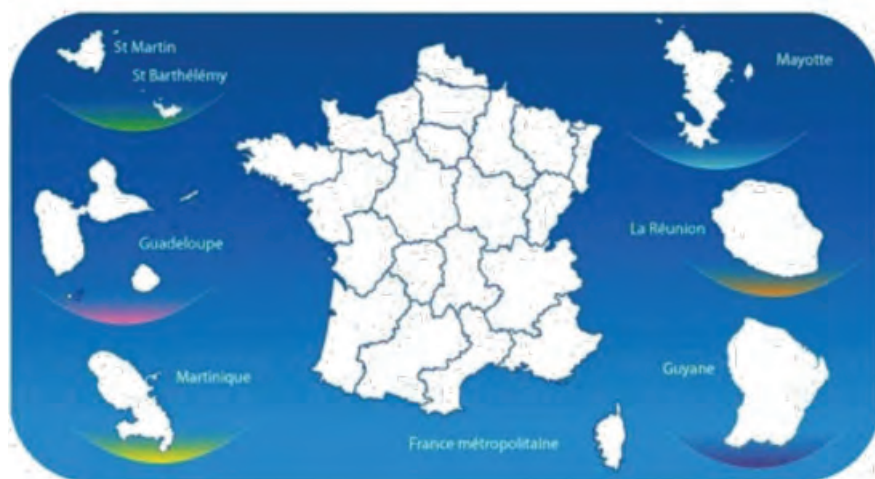 St Martin
St Barthélémy
Mayotte
Guadeloupe
La Réunion
Martinique
Guyane
France métropolitaine